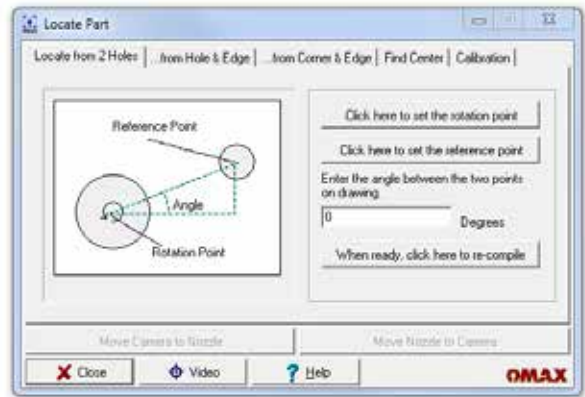 Locate Part
Locate from 2 Holes ...from Hole & Edge ...from Corner & Edge Find Center Calibration
Reference Point
Angle
Rotation Point
Click here to set the rotation point
Click here to set the reference point
Enter the angle between the two points
on drawing
0
Degrees
When ready, click here to re-compile
Move Camera to Nozzle Move Nozzle to Camera
Close Video ? Help OMAX